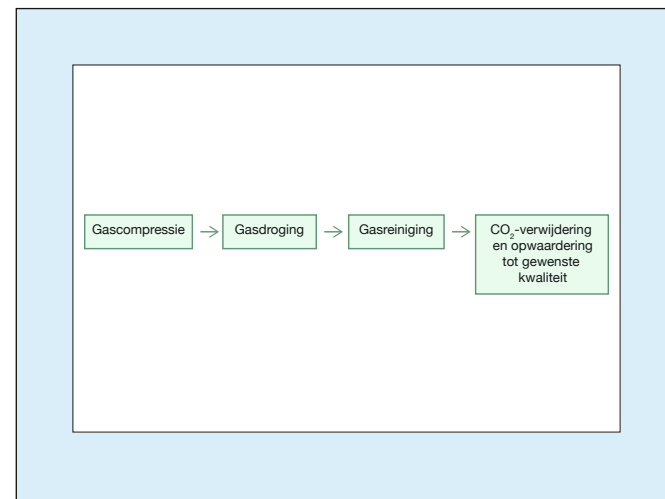 Gascompressie
Gasdroging
Gasreiniging
CO₂-verwijdering
en opwaardering
tot gewenste
kwaliteit